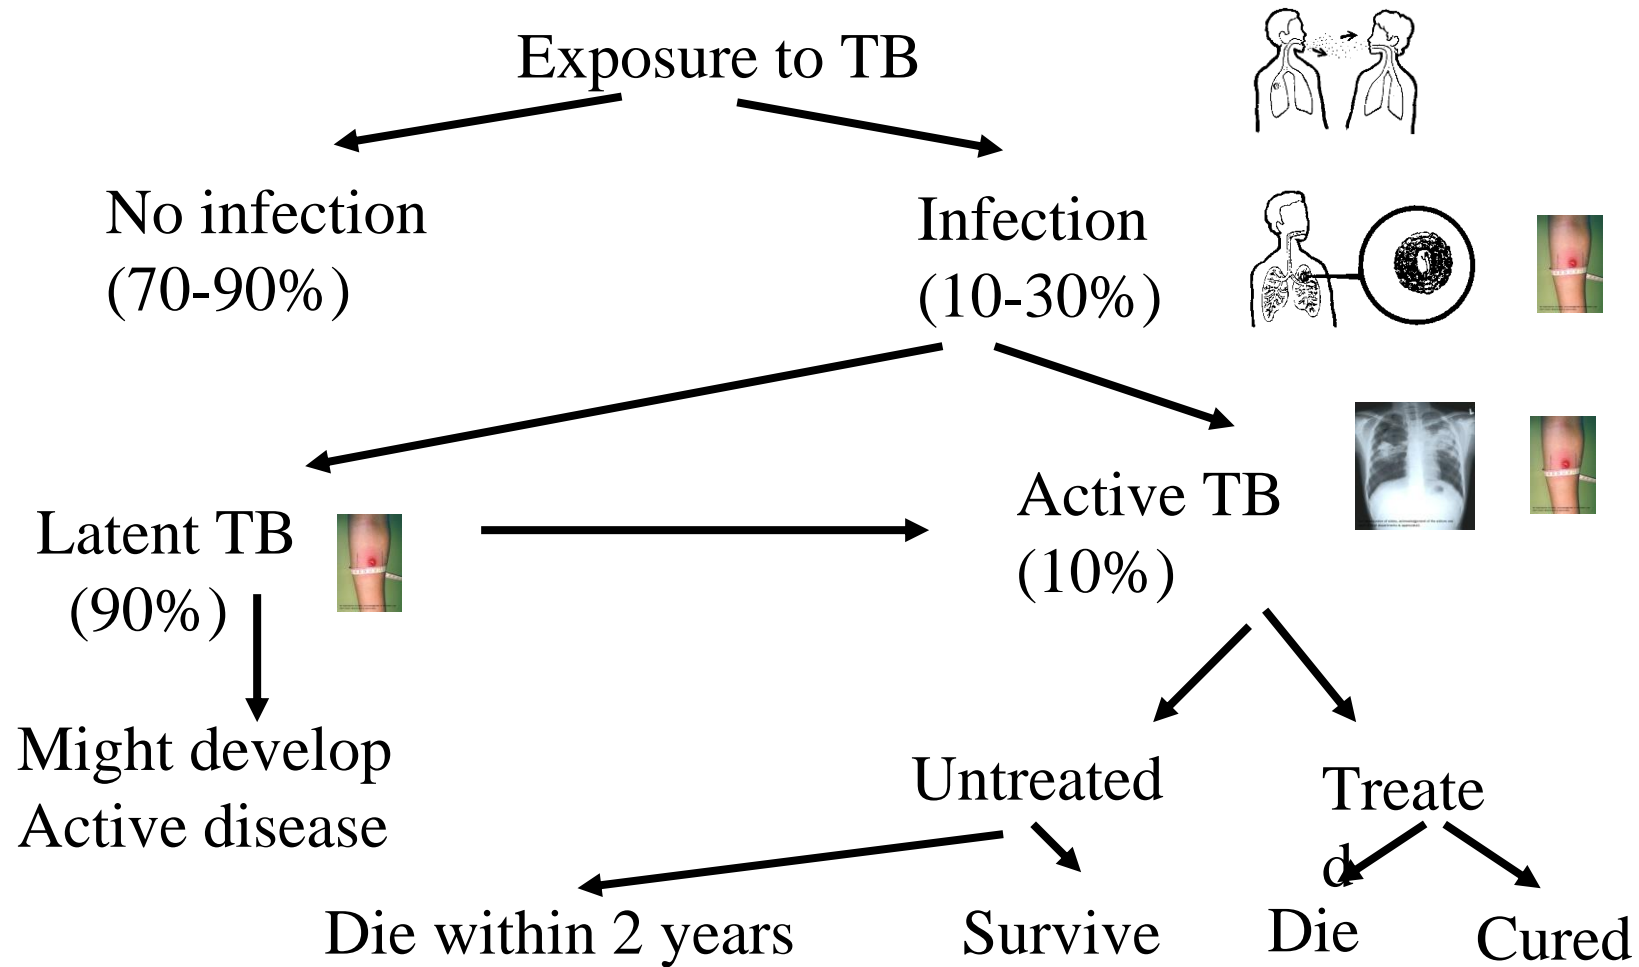 Exposure to TB
No infection
(70-90%)
Infection
(10-30%)
Latent TB
(90%)
Active TB
(10%)
Might develop
Active disease
Untreated
Treate
d
Die within 2 years
Survive
Die
Cured